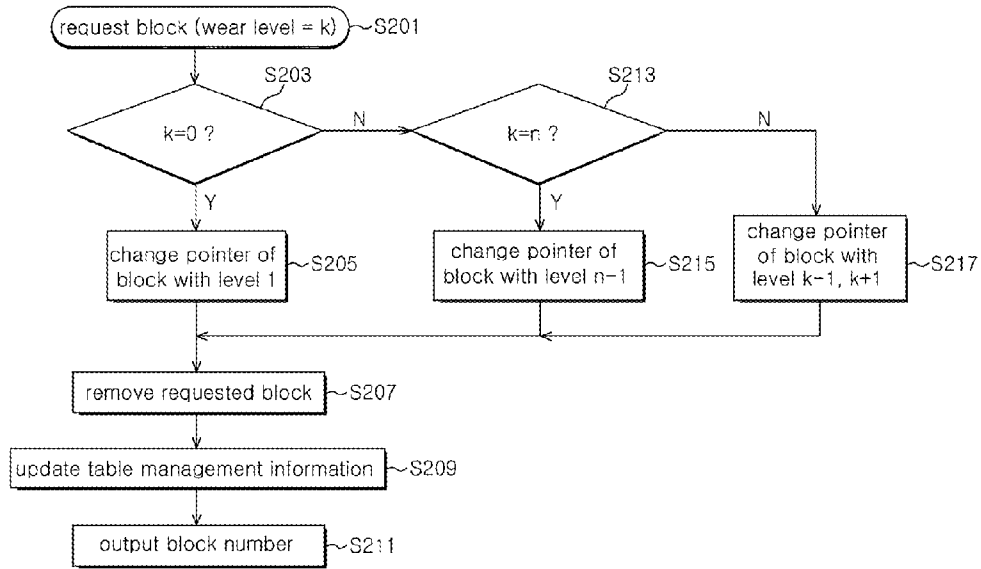 request block (wear level = k)
S201
S203
k=0 ?
N
S213
k=n ?
N
Y
Y
change pointer of
block with level 1
S205
change pointer of
block with level n-1
S215
change pointer
of block with
level k-1, k+1
S217
remove requested block
S207
update table management information
S209
output block number
S211